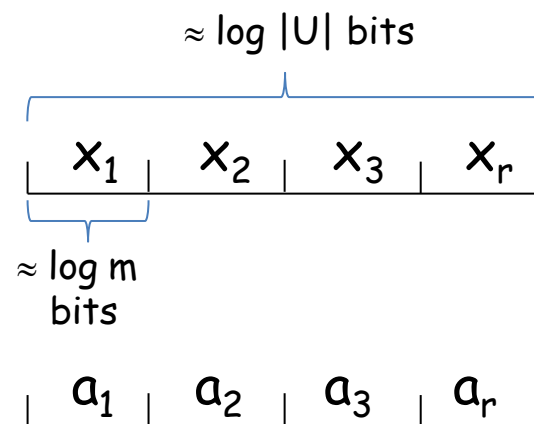 ≈ log |U| bits
x₁ x₂ x₃ xᵣ
≈ log m
bits
a₁ a₂ a₃ aᵣ